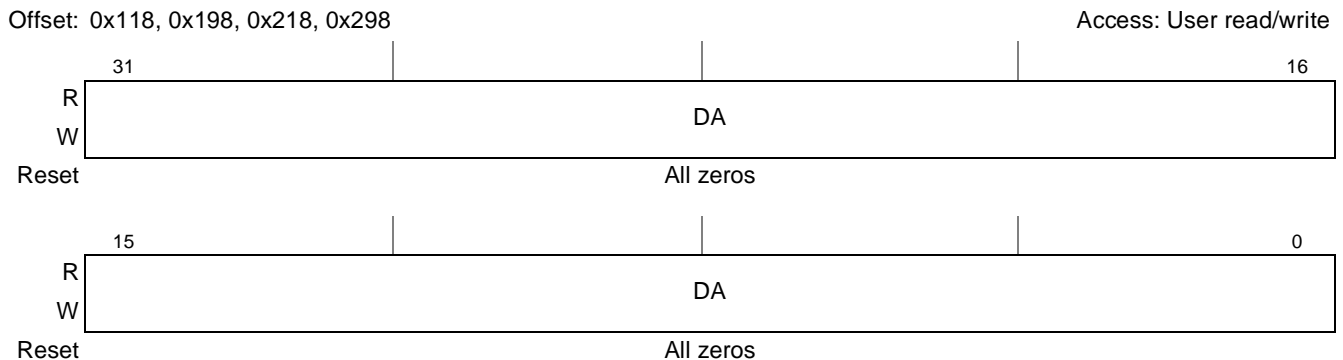 Offset: 0x118, 0x198, 0x218, 0x298 Access: User read/write
31 16
R
DA
W
Reset All zeros
15 0
R
DA
W
Reset All zeros